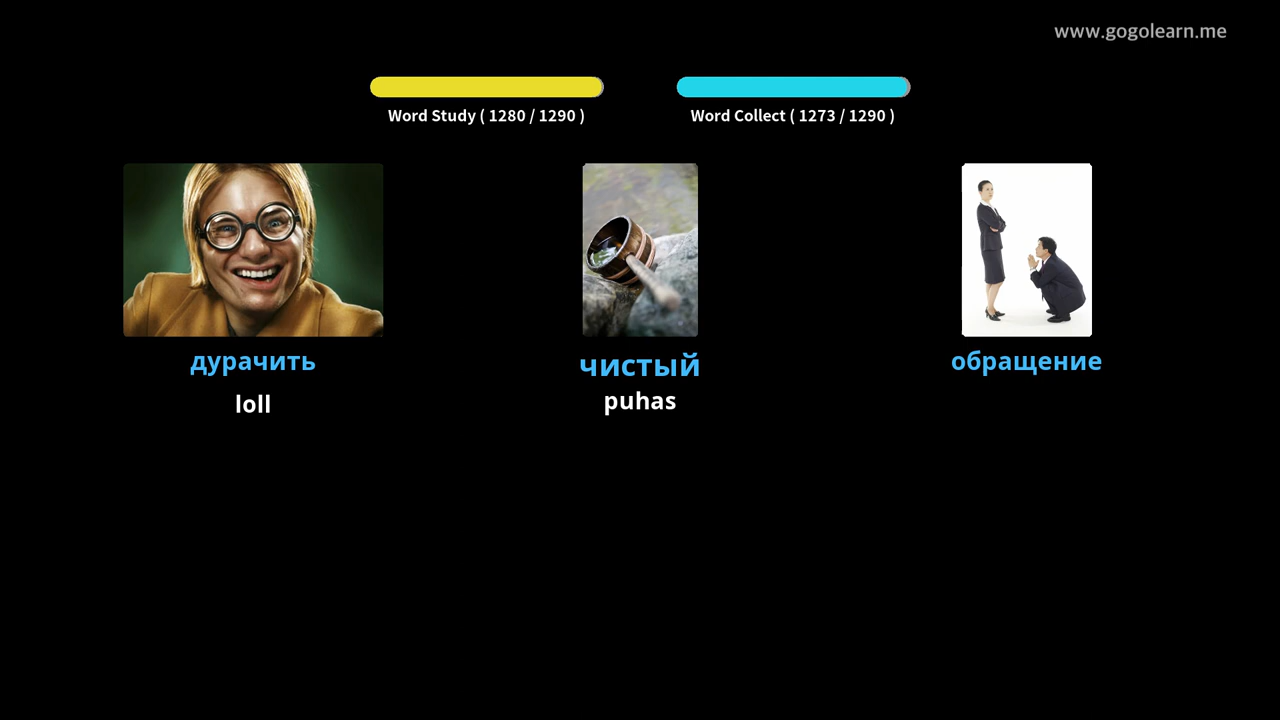 www.gogolearn.me
Word Study ( 1280 / 1290 )
Word Collect ( 1273 / 1290 )
дурачить
чистый
обращение
loll
puhas